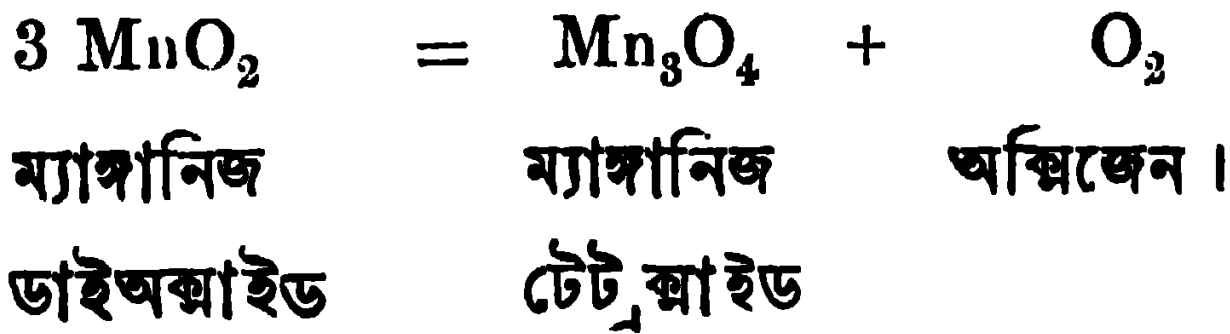 3 MnO₂ = Mn₃O₄ + O₂
ম্যাঙ্গানিজ ম্যাঙ্গানিজ অক্সিজেন ।
ডাইঅক্সাইড টেট্রক্সাইড